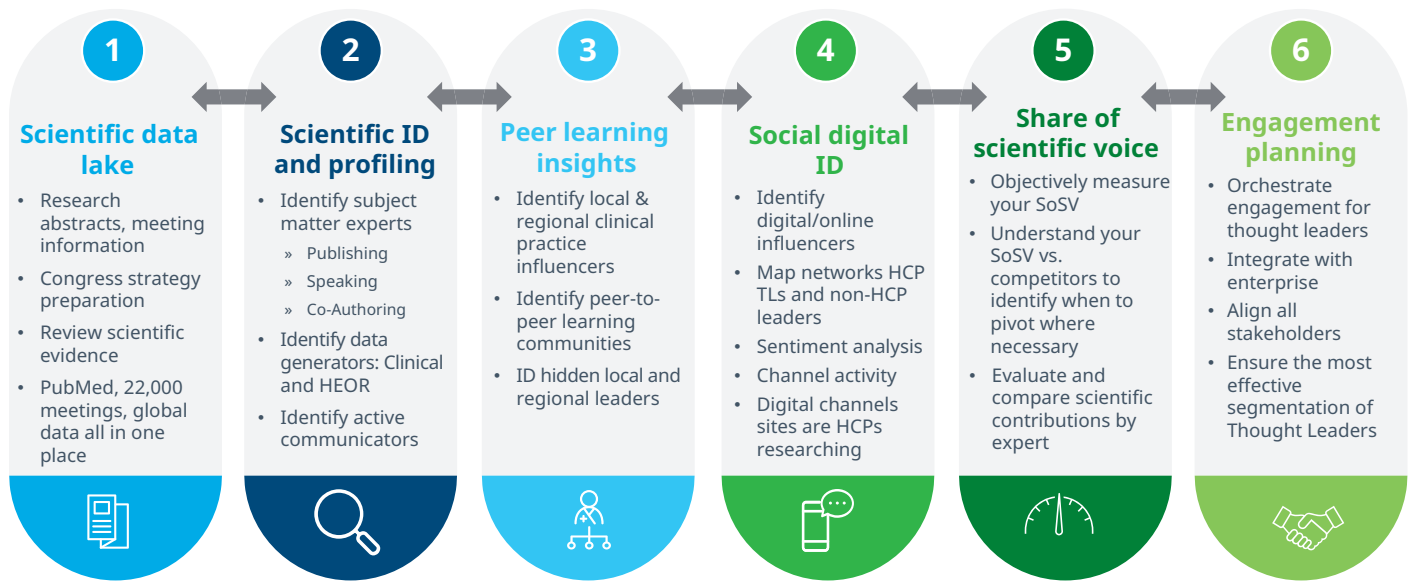 1
Scientific data
lake
• Research
abstracts, meeting
information
• Congress strategy
preparation
• Review scientific
evidence
• PubMed, 22,000
meetings, global
data all in one
place
2
Scientific ID
and profiling
• Identify subject
matter experts
» Publishing
» Speaking
» Co-Authoring
• Identify data
generators: Clinical
and HEOR
• Identify active
communicators
3
Peer learning
insights
• Identify local &
regional clinical
practice
influencers
• Identify peer-to-
peer learning
communities
• ID hidden local and
regional leaders
4
Social digital
ID
• Identify
digital/online
influencers
• Map networks HCP
TLs and non-HCP
leaders
• Sentiment analysis
• Channel activity
• Digital channels
sites are HCPs
researching
5
Share of
scientific voice
• Objectively measure
your SoSV
• Understand your
SoSV vs.
competitors to
identify when to
pivot where
necessary
• Evaluate and
compare scientific
contributions by
expert
6
Engagement
planning
• Orchestrate
engagement for
thought leaders
• Integrate with
enterprise
• Align all
stakeholders
• Ensure the most
effective
segmentation of
Thought Leaders